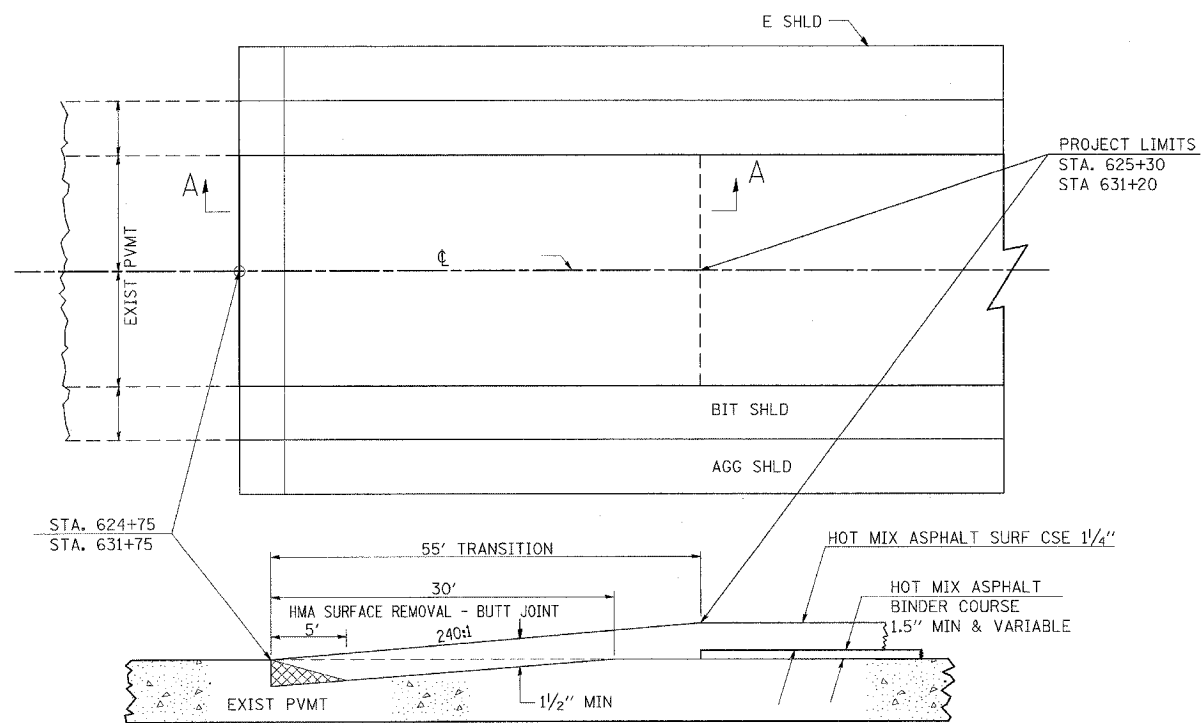 E SHLD
PROJECT LIMITS
STA. 625+30
STA 631+20
A
A
EXIST PVMT
℄
BIT SHLD
AGG SHLD
STA. 624+75
STA. 631+75
55' TRANSITION
HOT MIX ASPHALT SURF CSE 1¼"
30'
HMA SURFACE REMOVAL - BUTT JOINT
HOT MIX ASPHALT
BINDER COURSE
1.5" MIN & VARIABLE
5'
240:1
EXIST PVMT
1½" MIN